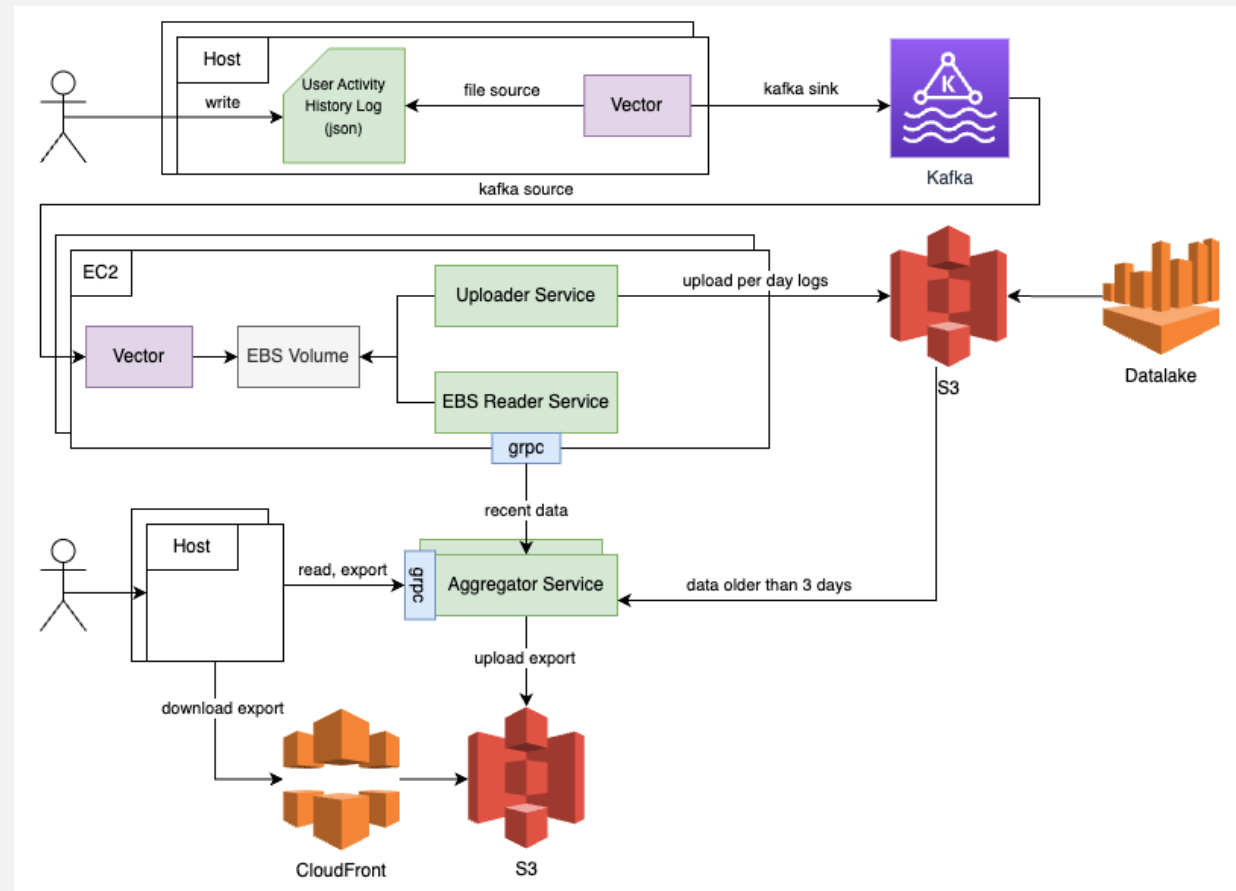 Host
User Activity
History Log
(json)
write
file source
Vector
kafka sink
K
Kafka
kafka source
EC2
Uploader Service
upload per day logs
Vector
EBS Volume
EBS Reader Service
S3
Datalake
grpc
recent data
Host
read, export
grpc
Aggregator Service
data older than 3 days
upload export
download export
CloudFront
S3